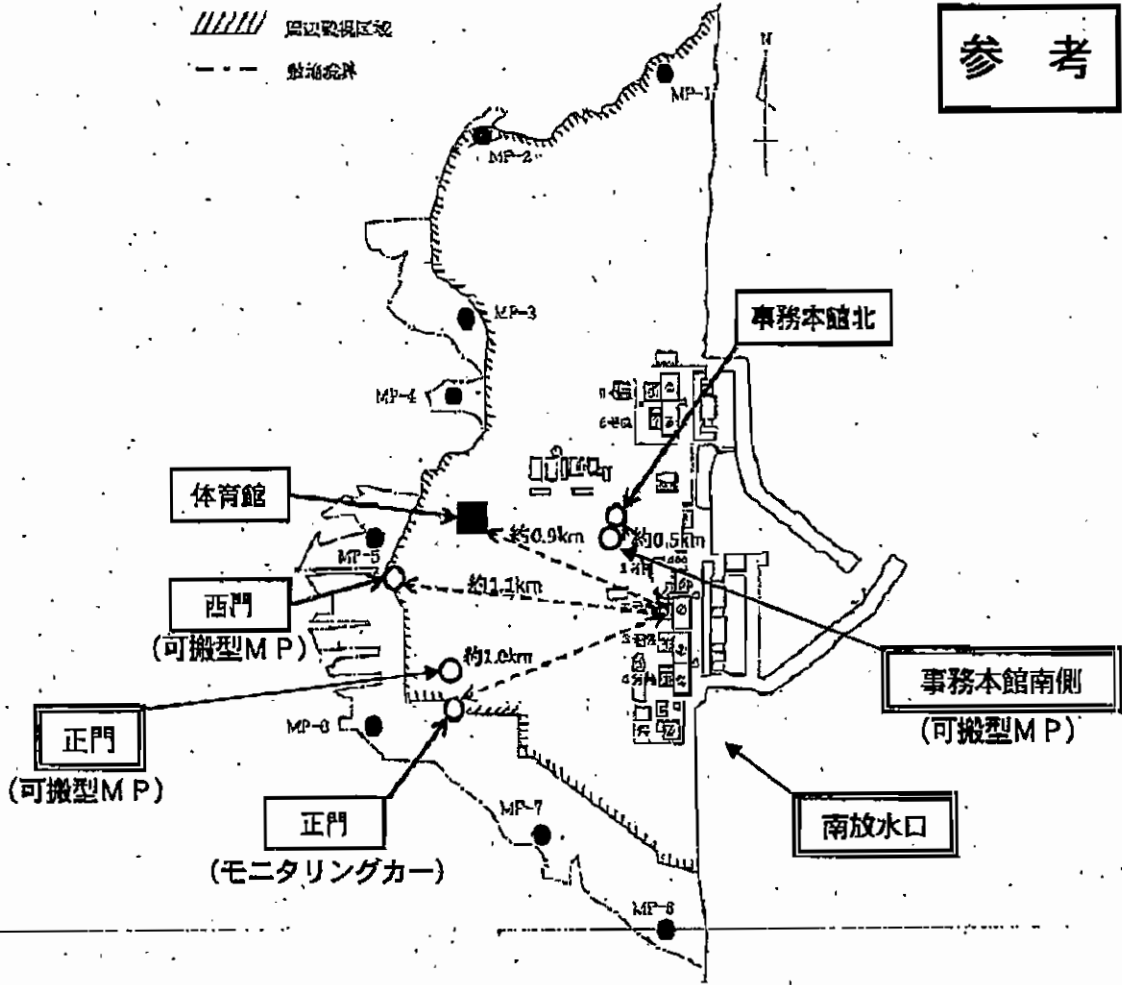 周辺監視区域
敷地境界
参 考
N
MP-1
MP-2
MP-3
事務本館北
MP-4
体育館
約0.9km
約0.5km
MP-5
約1.1km
西門
(可搬型MP)
約1.0km
事務本館南側
(可搬型MP)
正門
(可搬型MP)
MP-6
正門
(モニタリングカー)
MP-7
南放水口
MP-8